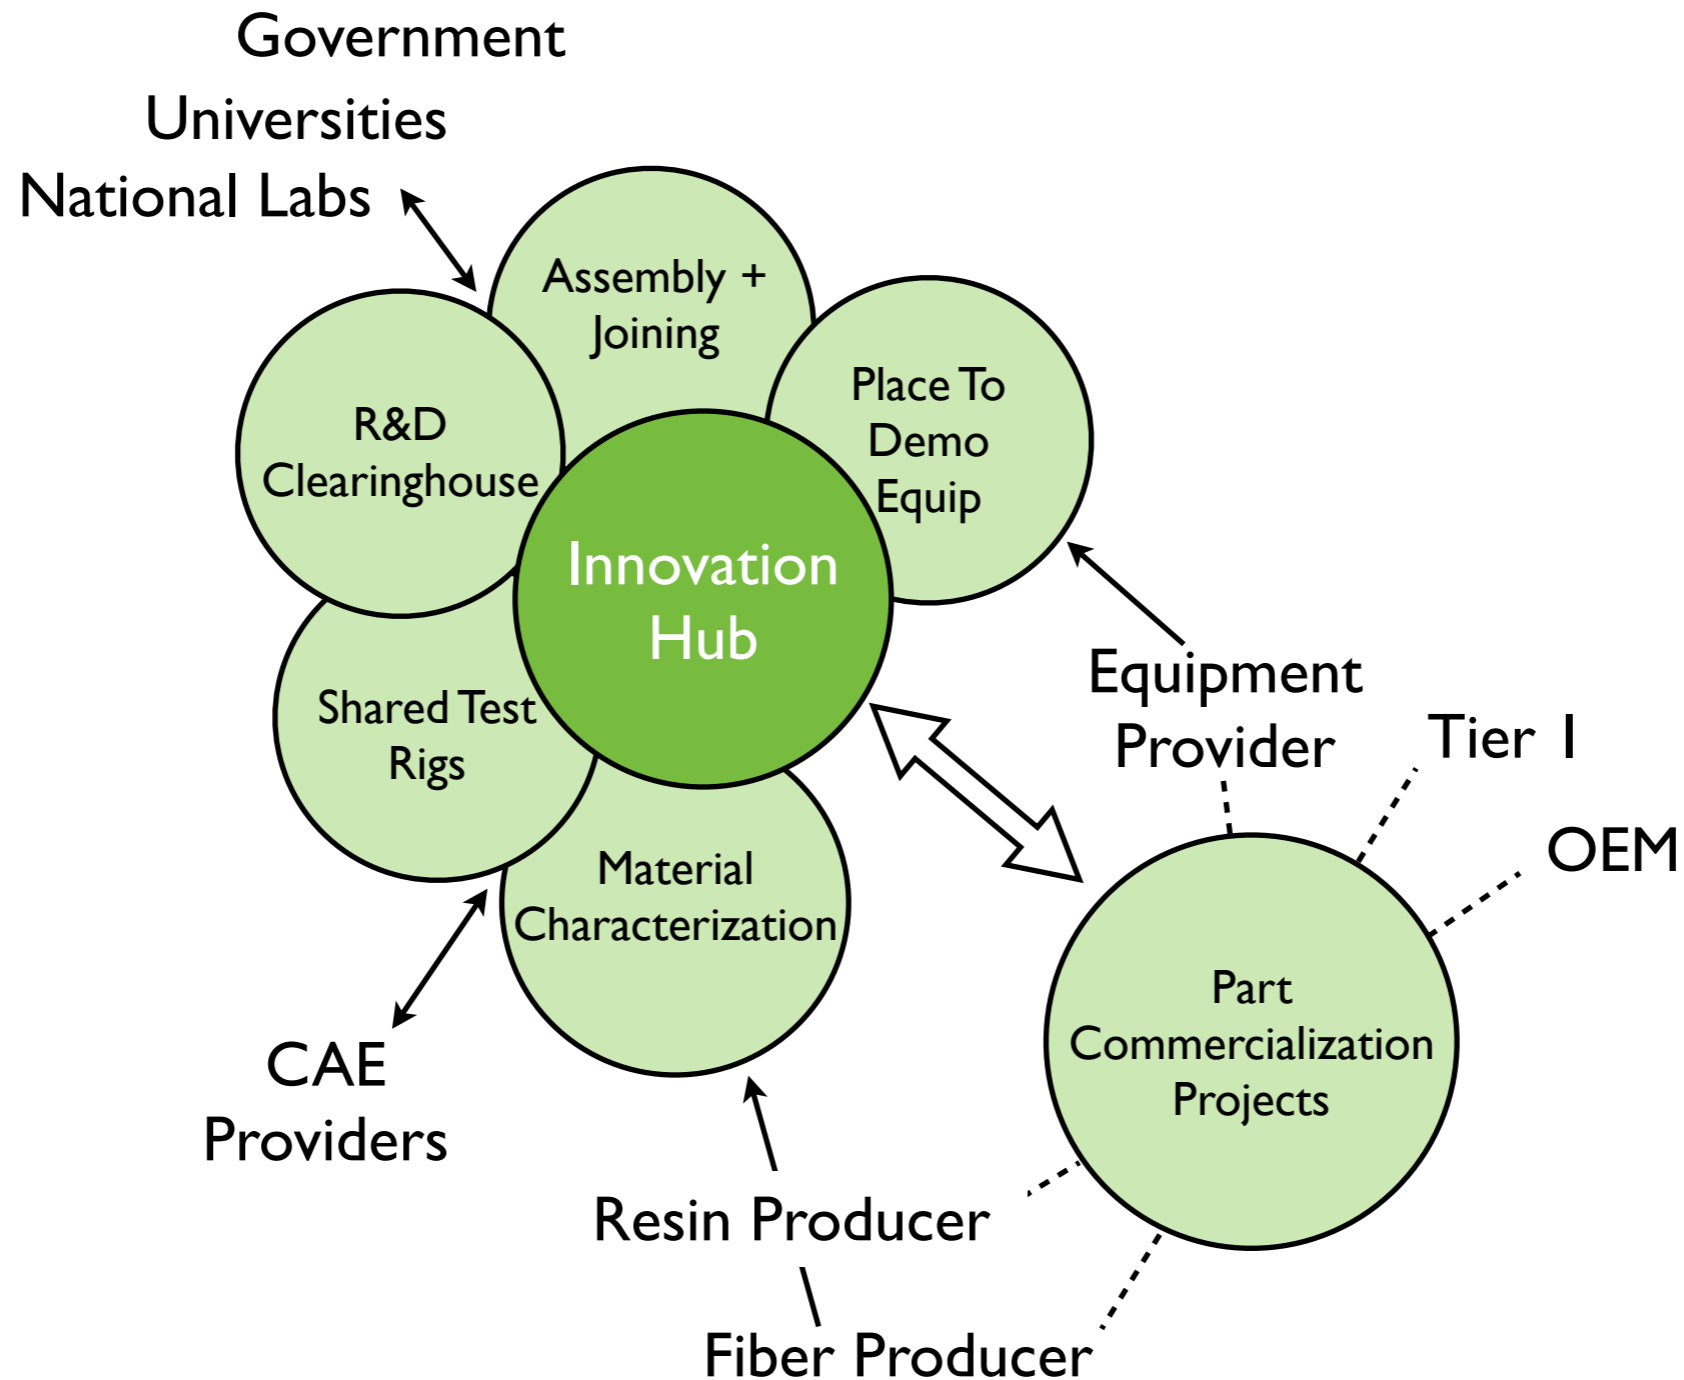 Government
Universities
National Labs
Assembly +
Joining
Place To
Demo
Equip
R&D
Clearinghouse
Innovation
Hub
Shared Test
Rigs
Material
Characterization
Equipment
Provider
Tier 1
OEM
Part
Commercialization
Projects
CAE
Providers
Resin Producer
Fiber Producer